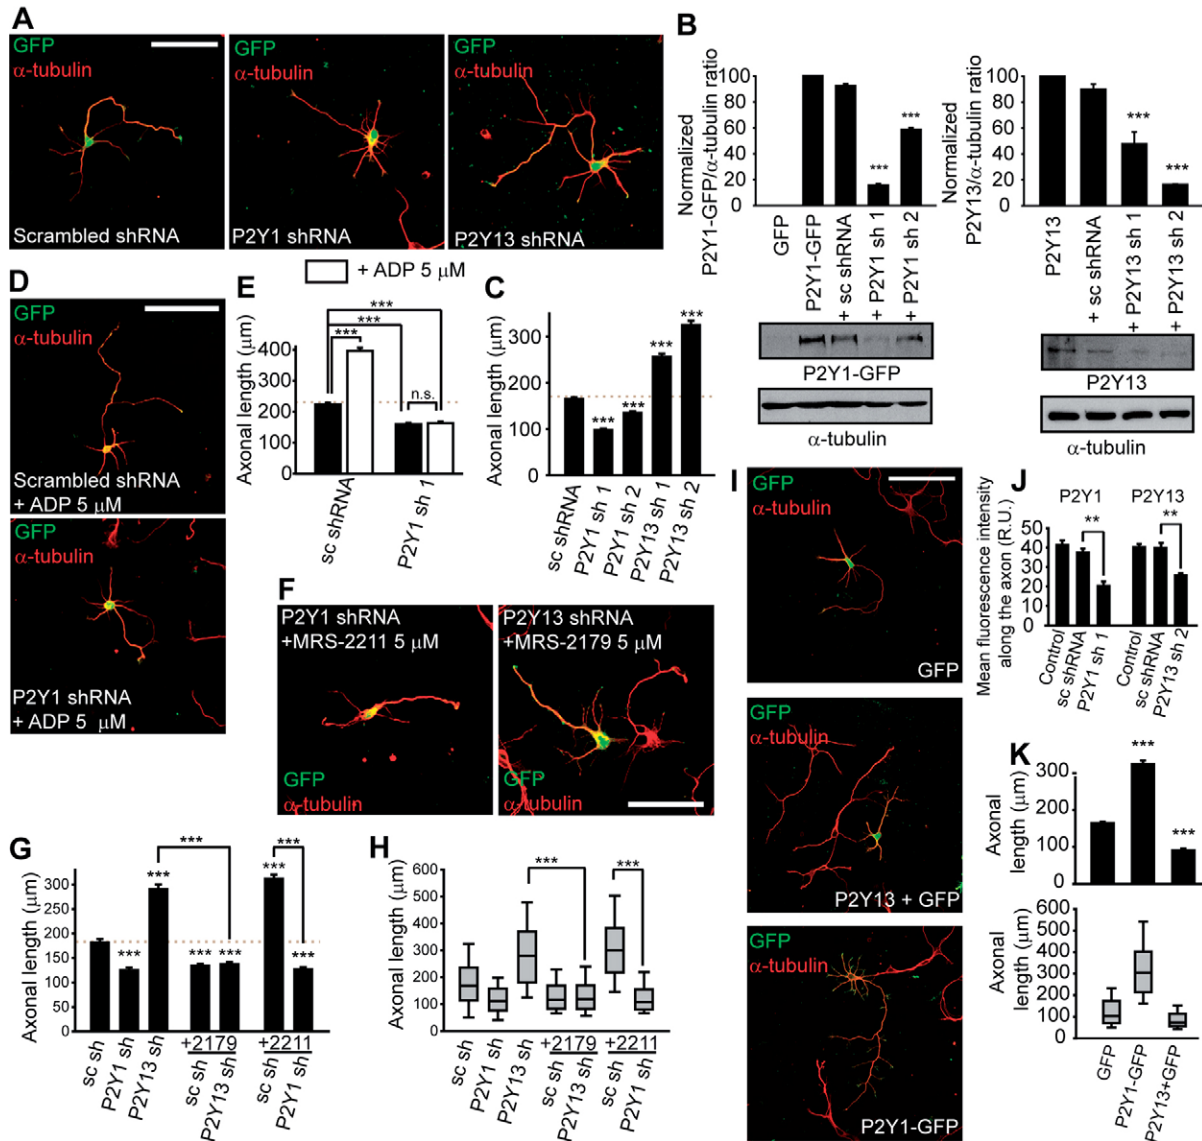 A
GFP
α-tubulin
Scrambled shRNA
GFP
α-tubulin
P2Y1 shRNA
GFP
α-tubulin
P2Y13 shRNA
B
Normalized
P2Y1-GFP/α-tubulin ratio
100
80
60
40
20
0
***
***
GFP
P2Y1-GFP
+ sc shRNA
+ P2Y1 sh 1
+ P2Y1 sh 2
P2Y1-GFP
α-tubulin
Normalized
P2Y13/α-tubulin ratio
100
80
60
40
20
0
***
***
P2Y13
+ sc shRNA
+ P2Y13 sh 1
+ P2Y13 sh 2
P2Y13
α-tubulin
D
GFP
α-tubulin
Scrambled shRNA
+ ADP 5 μM
GFP
α-tubulin
P2Y1 shRNA
+ ADP 5 μM
+ ADP 5 μM
E
Axonal length (μm)
400
300
200
100
0
***
***
***
n.s.
sc shRNA
P2Y1 sh 1
C
Axonal length (μm)
300
200
100
0
***
***
***
***
sc shRNA
P2Y1 sh 1
P2Y1 sh 2
P2Y13 sh 1
P2Y13 sh 2
F
P2Y1 shRNA
+MRS-2211 5 μM
GFP
α-tubulin
P2Y13 shRNA
+MRS-2179 5 μM
GFP
α-tubulin
I
GFP
α-tubulin
GFP
GFP
α-tubulin
P2Y13 + GFP
GFP
α-tubulin
P2Y1-GFP
J
Mean fluorescence intensity
along the axon (R.U.)
P2Y1
P2Y13
50
40
30
20
10
0
**
**
Control
sc shRNA
P2Y1 sh 1
Control
sc shRNA
P2Y13 sh 2
G
Axonal length (μm)
300
250
200
150
100
50
0
***
***
***
***
***
***
***
***
+2179
+2211
sc sh
P2Y1 sh
P2Y13 sh
sc sh
P2Y13 sh
sc sh
P2Y1 sh
H
Axonal length (μm)
600
500
400
300
200
100
0
***
***
+2179
+2211
sc sh
P2Y1 sh
P2Y13 sh
sc sh
P2Y13 sh
sc sh
P2Y1 sh
K
Axonal
length (μm)
300
200
100
0
***
***
Axonal
length (μm)
600
500
400
300
200
100
0
GFP
P2Y1-GFP
P2Y13+GFP